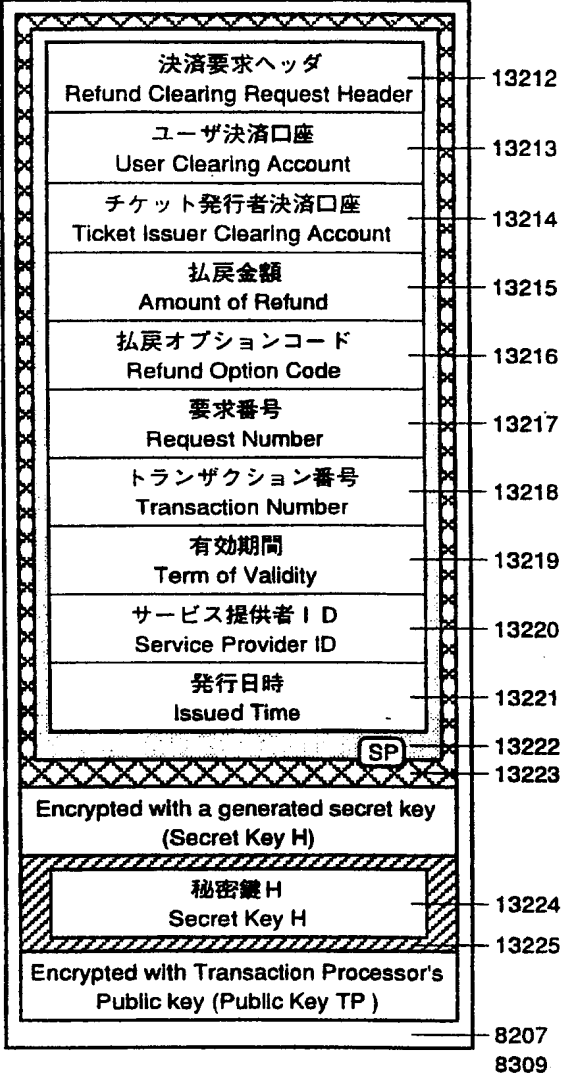 決済要求ヘッダ
Refund Clearing Request Header
13212
ユーザ決済口座
User Clearing Account
13213
チケット発行者決済口座
Ticket Issuer Clearing Account
13214
払戻金額
Amount of Refund
13215
払戻オプションコード
Refund Option Code
13216
要求番号
Request Number
13217
トランザクション番号
Transaction Number
13218
有効期間
Term of Validity
13219
サービス提供者ID
Service Provider ID
13220
発行日時
Issued Time
13221
SP
13222
13223
Encrypted with a generated secret key
(Secret Key H)
秘密鍵H
Secret Key H
13224
13225
Encrypted with Transaction Processor's
Public key (Public Key TP )
8207
8309